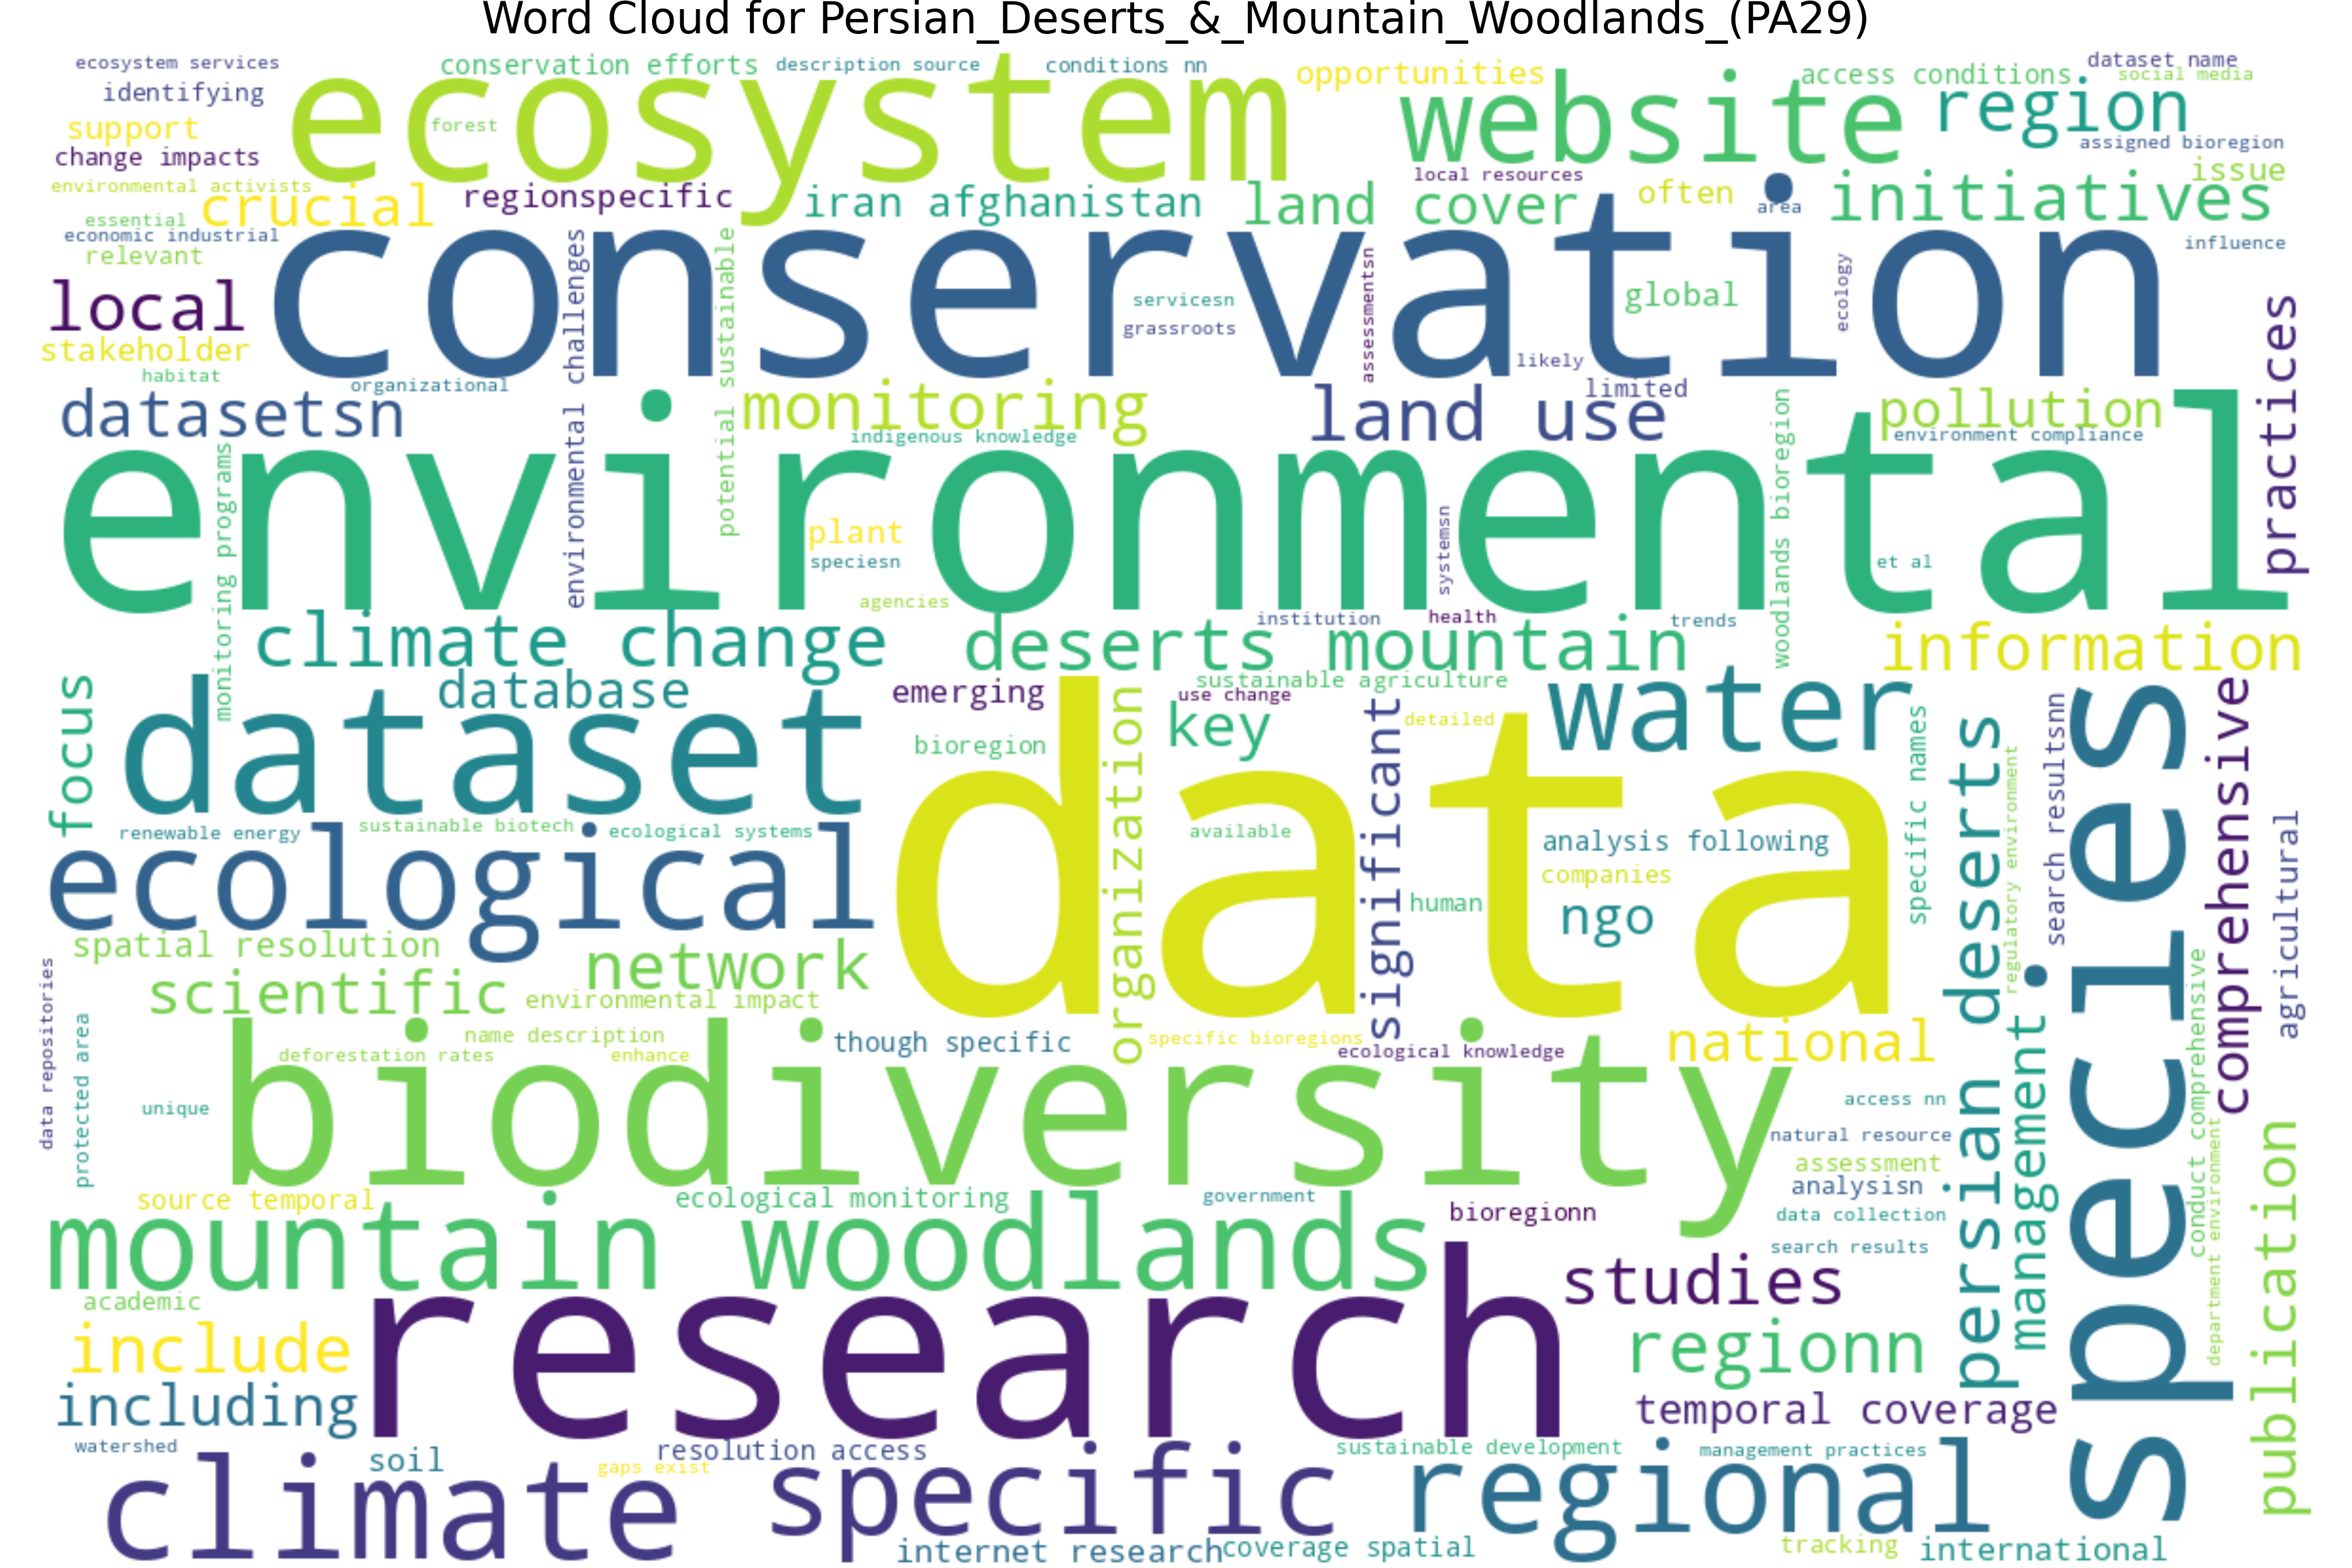 Word Cloud for Persian_Deserts_&_Mountain_Woodlands_(PA29)
ecosystem services
conservation efforts
description source
conditions nn
opportunities
access conditions
dataset name
social media
identifying
ecosystem
website
region
support
forest
assigned bioregion
change impacts
local resources
issue
environmental activists
crucial
regionspecific
iran afghanistan
land cover
often
area
initiatives
essential
economic industrial
relevant
conservation
influence
local
environmental challenges
potential sustainable
servicesn
grassroots
assessmentsn
global
ecology
practices
stakeholder
likely
habitat
organizational
limited
datasetsn
monitoring
land use
pollution
indigenous knowledge
environment compliance
environmental
monitoring programs
plant
speciesn
systemsn
woodlands bioregion
et al
agencies
institution
health
trends
climate change
deserts mountain
information
focus
database
emerging
sustainable agriculture
use change
dataset
data
organization
key
significant
detailed
water
specific names
persian deserts
regulatory environment
search resultsnn
species
comprehensive
bioregion
renewable energy
sustainable biotech
ecological systems
available
analysis following
agricultural
ecological
companies
human
ngo
spatial resolution
network
scientific
environmental impact
data repositories
protected area
name description
though specific
specific bioregions
national
management
conduct comprehensive
deforestation rates
enhance
ecological knowledge
biodiversity
unique
access nn
natural resource
assessment
analysisn
department environment
publication
source temporal
ecological monitoring
government
bioregionn
data collection
mountain woodlands
search results
academic
research
studies
include
regionn
including
temporal coverage
watershed
soil
resolution access
sustainable development
management practices
gaps exist
climate
specific
regional
internet research
coverage spatial
tracking
international